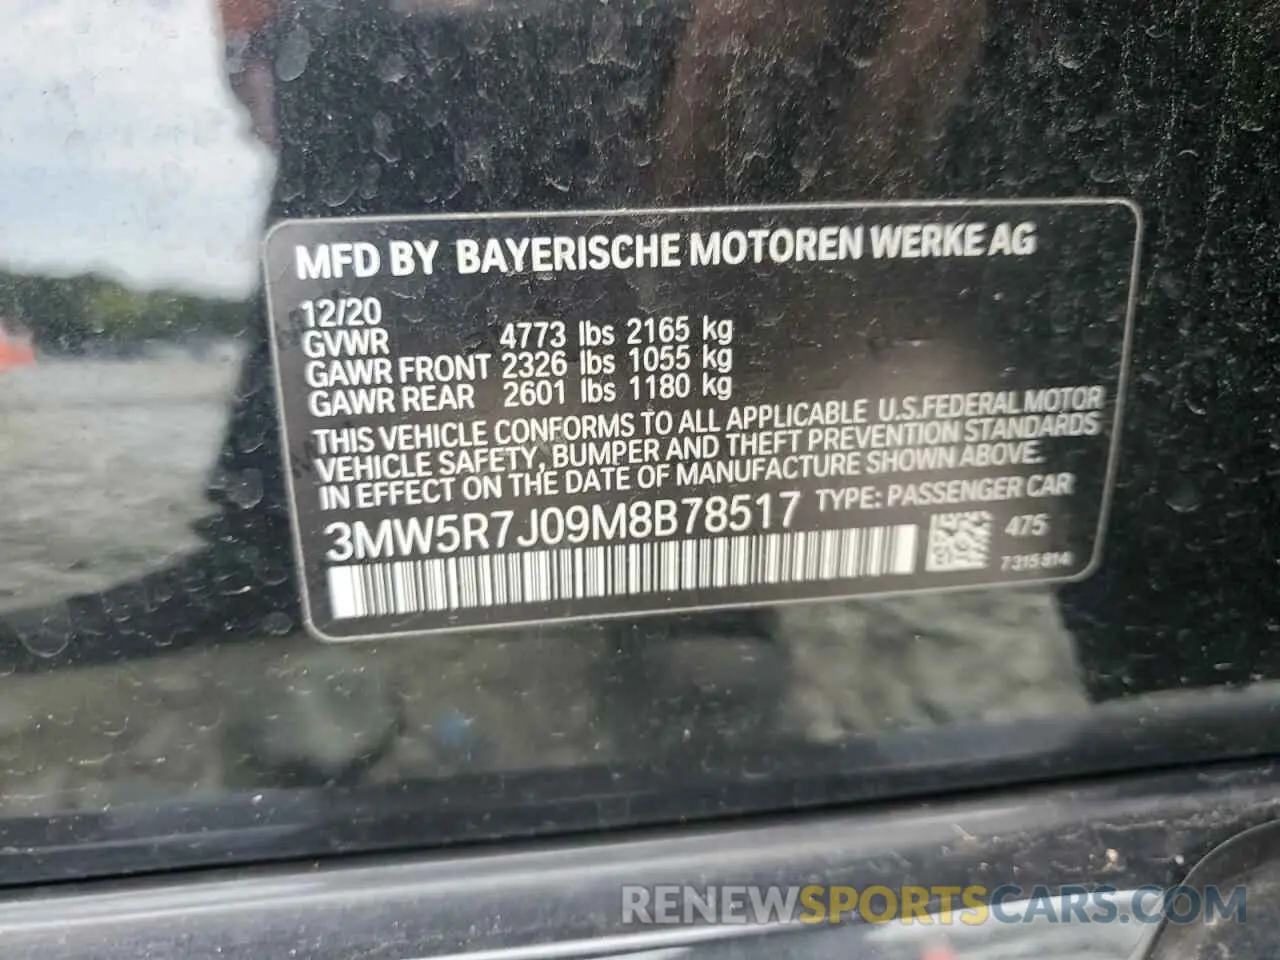 MFD BY BAYERISCHE MOTOREN WERKE AG
12/20
GVWR 4773 lbs 2165 kg
GAWR FRONT 2326 lbs 1055 kg
GAWR REAR 2601 lbs 1180 kg
THIS VEHICLE CONFORMS TO ALL APPLICABLE U.S.FEDERAL MOTOR
VEHICLE SAFETY, BUMPER AND THEFT PREVENTION STANDARDS
IN EFFECT ON THE DATE OF MANUFACTURE SHOWN ABOVE.
3MW5R7J09M8B78517 TYPE: PASSENGER CAR
475
7315814
RENEWSPORTSCARS.COM